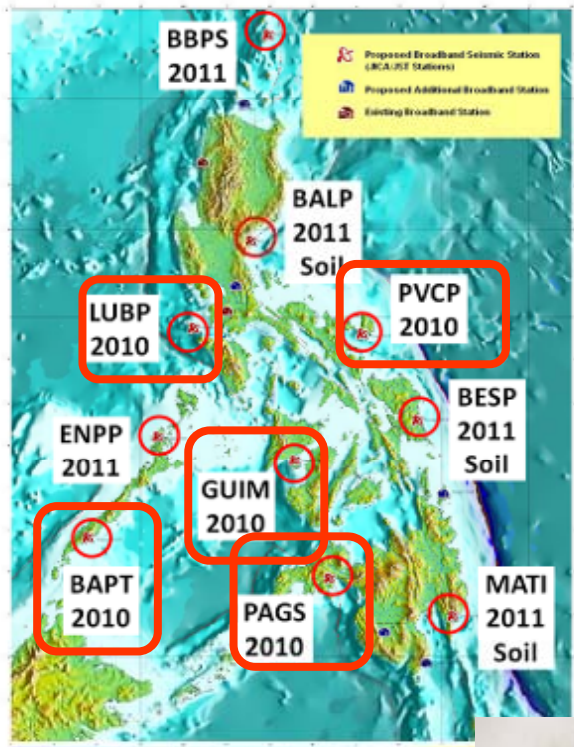 BBPS
2011
Proposed Broadband Seismic Station
(JICA-JST Stations)
Proposed Additional Broadband Station
Existing Broadband Station
BALP
2011
Soil
LUBP
2010
PVCP
2010
ENPP
2011
BESP
2011
Soil
GUIM
2010
BAPT
2010
PAGS
2010
MATI
2011
Soil